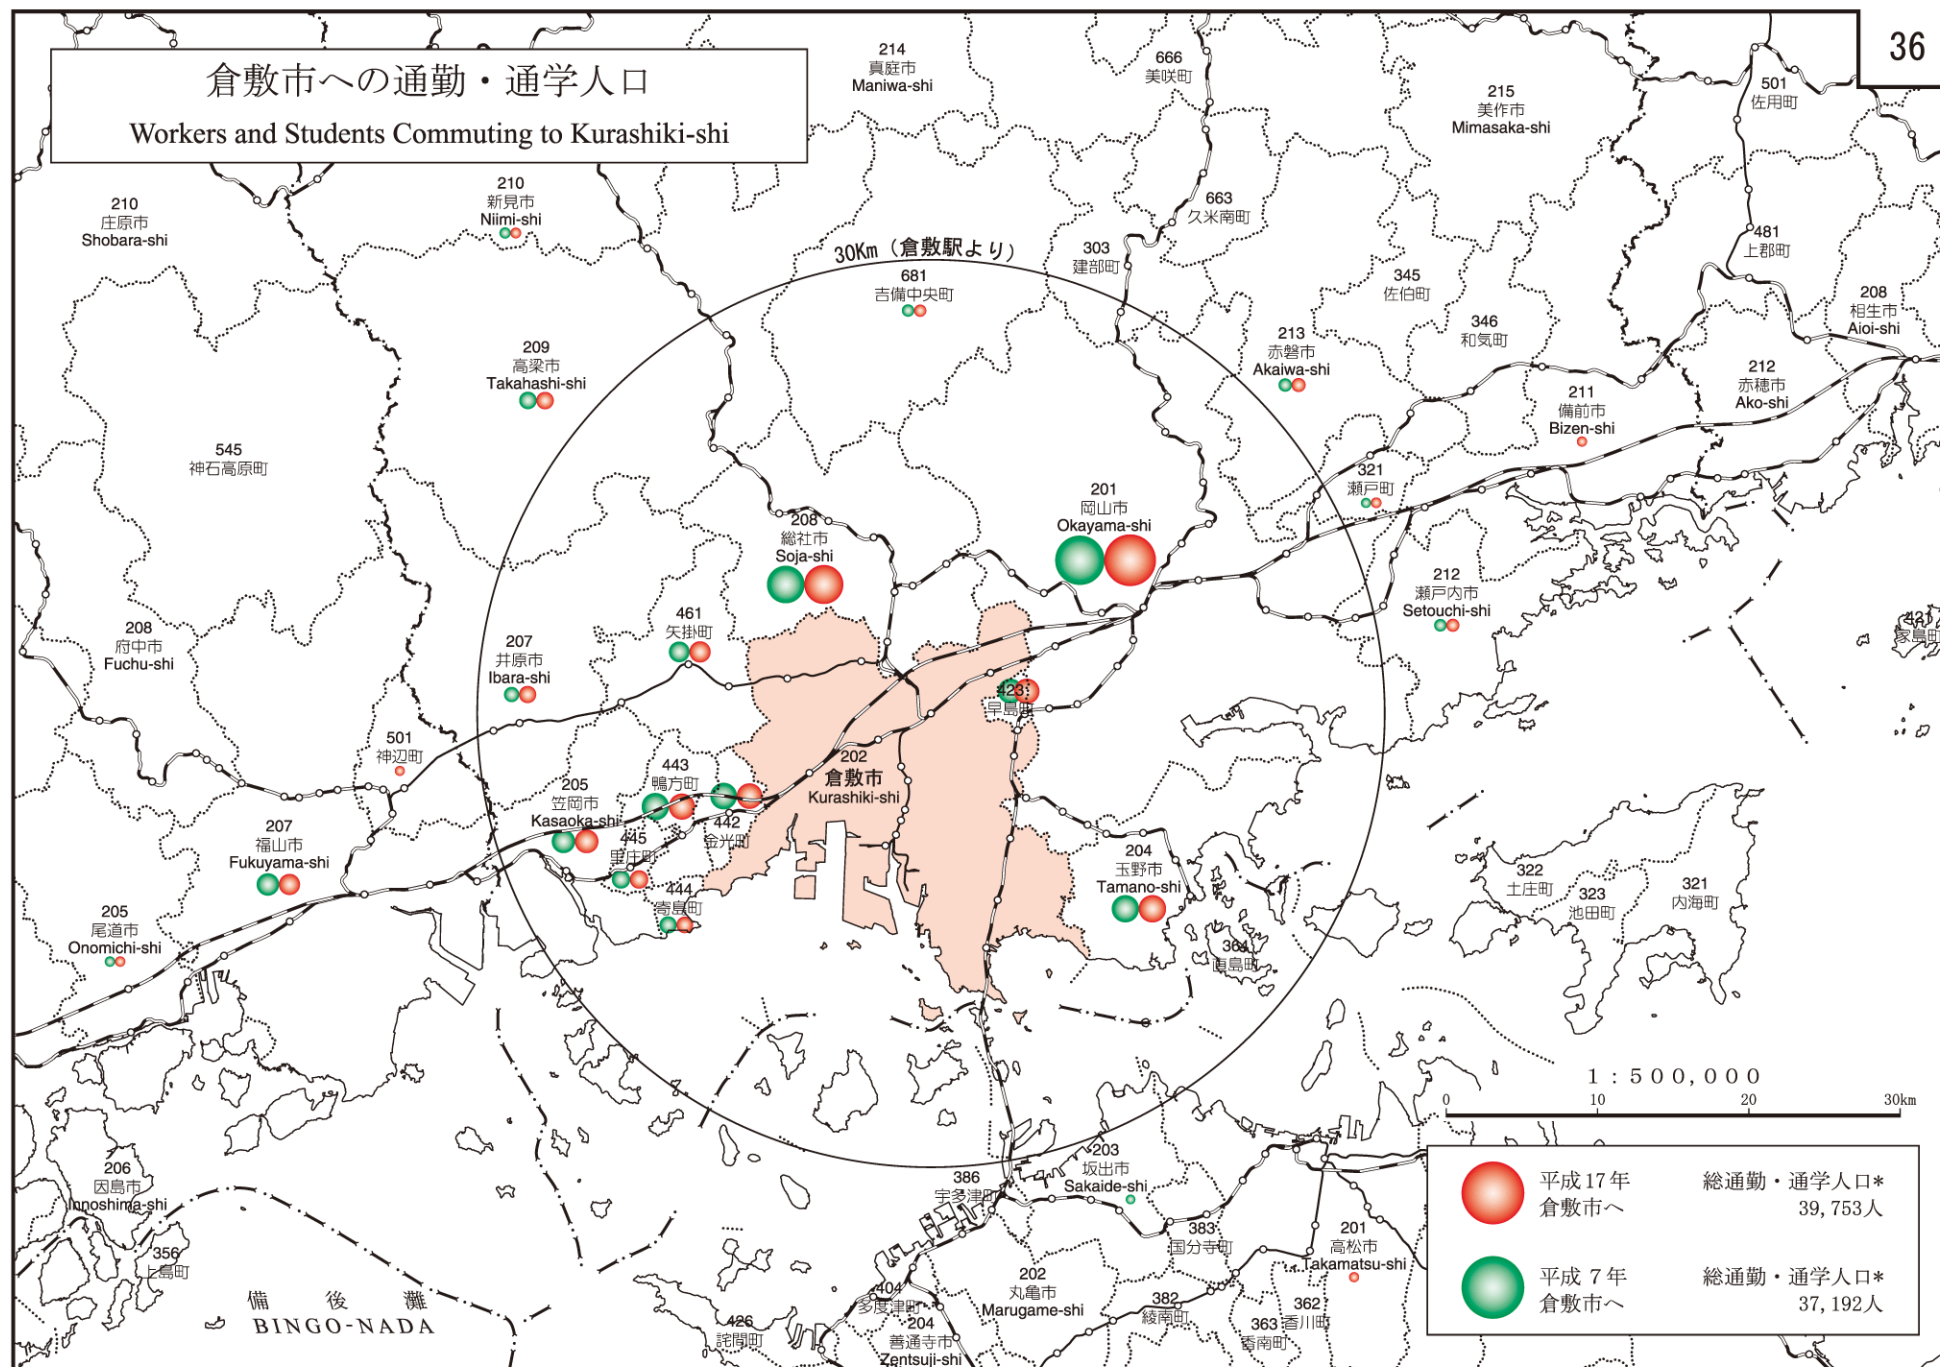 36
倉敷市への通勤・通学人口
Workers and Students Commuting to Kurashiki-shi
214
真庭市
Maniwa-shi
666
美咲町
215
美作市
Mimasaka-shi
501
佐用町
210
庄原市
Shobara-shi
210
新見市
Niimi-shi
663
久米南町
30Km（倉敷駅より）
303
建部町
481
上郡町
681
吉備中央町
345
佐伯町
346
和気町
208
相生市
Aioi-shi
209
高梁市
Takahashi-shi
213
赤磐市
Akaiwa-shi
212
赤穂市
Ako-shi
211
備前市
Bizen-shi
545
神石高原町
321
瀬戸町
201
岡山市
Okayama-shi
208
総社市
Soja-shi
212
瀬戸内市
Setouchi-shi
421
家島町
208
府中市
Fuchu-shi
461
矢掛町
207
井原市
Ibara-shi
423
早島町
501
神辺町
443
鴨方町
202
倉敷市
Kurashiki-shi
205
笠岡市
Kasaoka-shi
442
金光町
445
里庄町
207
福山市
Fukuyama-shi
444
寄島町
204
玉野市
Tamano-shi
322
土庄町
323
池田町
321
内海町
205
尾道市
Onomichi-shi
364
直島町
1：500,000
0 10 20 30km
206
因島市
Innoshima-shi
356
上島町
備後灘
BINGO-NADA
386
宇多津町
203
坂出市
Sakaide-shi
383
国分寺町
201
高松市
Takamatsu-shi
202
丸亀市
Marugame-shi
404
多度津町
204
善通寺市
Zentsuji-shi
426
詫間町
382
綾南町
362
香川町
363
香南町
平成17年 総通勤・通学人口*
倉敷市へ 39,753人
平成 7年 総通勤・通学人口*
倉敷市へ 37,192人